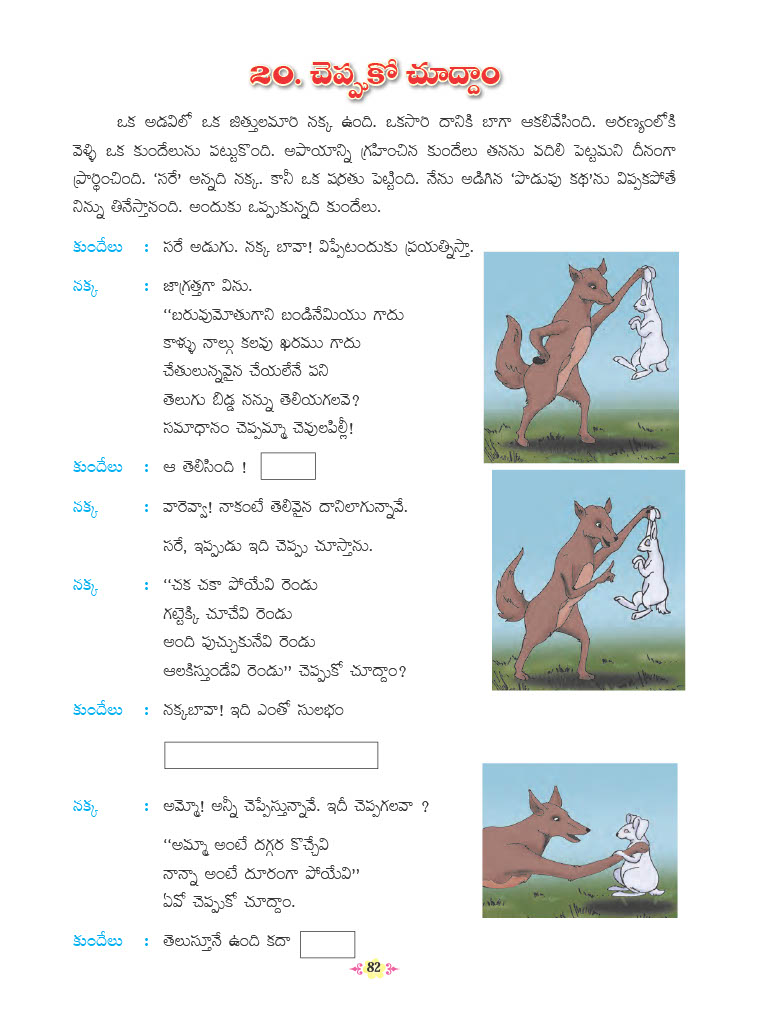 20. చెప్పుకో చూద్దాం
ఒక అడవిలో ఒక జిత్తులమారి నక్క ఉంది. ఒకసారి దానికి బాగా ఆకలివేసింది. అరణ్యంలోకి
వెళ్ళి ఒక కుందేలును పట్టుకొంది. అపాయాన్ని గ్రహించిన కుందేలు తనను వదిలి పెట్టమని దీనంగా
ప్రార్థించింది. ‘సరే’ అన్నది నక్క. కానీ ఒక షరతు పెట్టింది. నేను అడిగిన ‘పొడుపు కథ’ను విప్పకపోతే
నిన్ను తినేస్తానంది. అందుకు ఒప్పుకున్నది కుందేలు.
కుందేలు : సరే అడుగు. నక్క బావా! విప్పేటందుకు ప్రయత్నిస్తా.
నక్క : జాగ్రత్తగా విను.
“బరువుమోతుగాని బండినేమియు గాదు
కాళ్ళు నాల్గు కలవు ఖరము గాదు
చేతులున్నవైన చేయలేనే పని
తెలుగు బిడ్డ నన్ను తెలియగలవె?
సమాధానం చెప్పమ్మా చెవులపిల్లీ!
కుందేలు : ఆ తెలిసింది !
నక్క : వారెవ్వా! నాకంటే తెలివైన దానిలాగున్నావే.
సరే, ఇప్పుడు ఇది చెప్పు చూస్తాను.
నక్క : “చక చకా పోయేవి రెండు
గట్టెక్కి చూచేవి రెండు
అంది పుచ్చుకునేవి రెండు
ఆలకిస్తుండేవి రెండు” చెప్పుకో చూద్దాం?
కుందేలు : నక్కబావా! ఇది ఎంతో సులభం
నక్క : అమ్మో! అన్నీ చెప్పేస్తున్నావే. ఇదీ చెప్పగలవా ?
“అమ్మా అంటే దగ్గర కొచ్చేవి
నాన్నా అంటే దూరంగా పోయేవి”
ఏవో చెప్పుకో చూద్దాం.
కుందేలు : తెలుస్తూనే ఉంది కదా
82